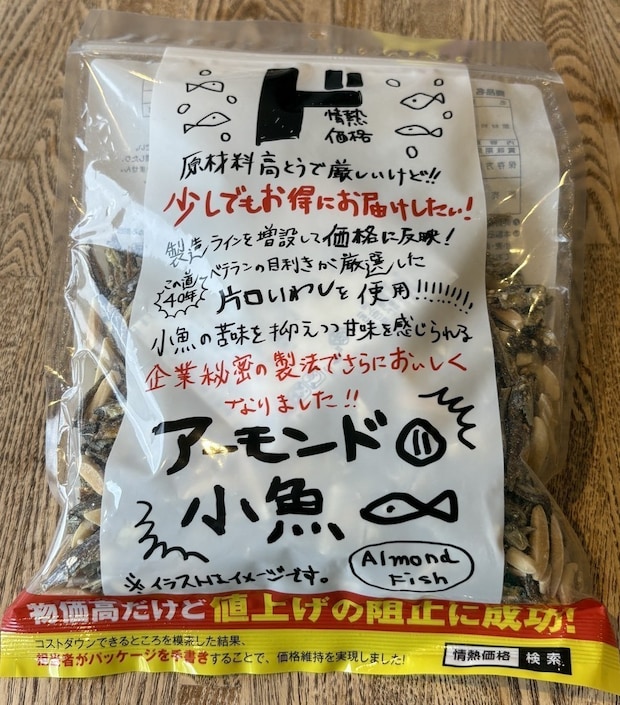 ド
情熱
価格
原材料高とうで厳しいけど!!
少しでもお得にお届けしたい!
製造ラインを増設して価格に反映!
この道
40年
ベテランの目利きが厳選した
片口いわしを使用!!!!!!!!
小魚の苦味を抑えつつ甘味を感じられる
企業秘密の製法でさらにおいしく
なりました!!
アーモンド
小魚
Almond
Fish
※イラストはイメージです。
物価高だけど値上げの阻止に成功!
コストダウンできるところを模索した結果、
担当者がパッケージを手書きすることで、価格維持を実現しました!
情熱価格 検索